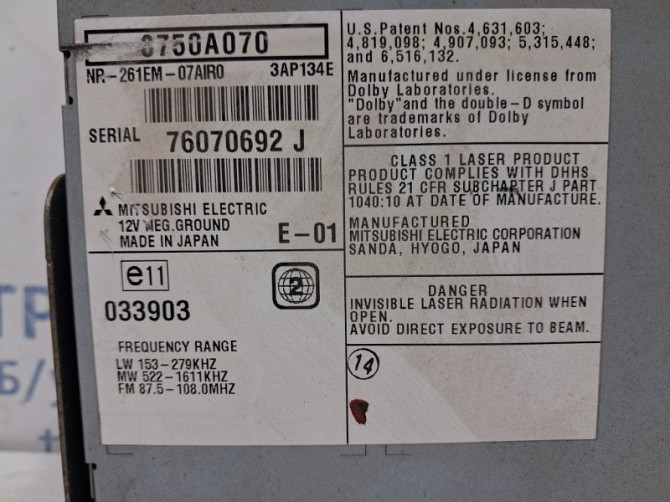 8750A070
NP-261EM-07AIR0 3AP134E
SERIAL 76070692 J
MITSUBISHI ELECTRIC
12V NEG.GROUND
MADE IN JAPAN E-01
e11
033903
2
FREQUENCY RANGE
LW 153-279KHZ
MW 522-1611KHZ
FM 87.5-108.0MHZ
U.S.Patent Nos.4,631,603;
4,819,098; 4,907,093; 5,315,448;
and 6,516,132.
Manufactured under license from
Dolby Laboratories.
"Dolby"and the double-D symbol
are trademarks of Dolby
Laboratories.
CLASS 1 LASER PRODUCT
PRODUCT COMPLIES WITH DHHS
RULES 21 CFR SUBCHAPTER J PART
1040:10 AT DATE OF MANUFACTURE.
MANUFACTURED
MITSUBISHI ELECTRIC CORPORATION
SANDA, HYOGO, JAPAN
DANGER
INVISIBLE LASER RADIATION WHEN
OPEN.
AVOID DIRECT EXPOSURE TO BEAM.
14